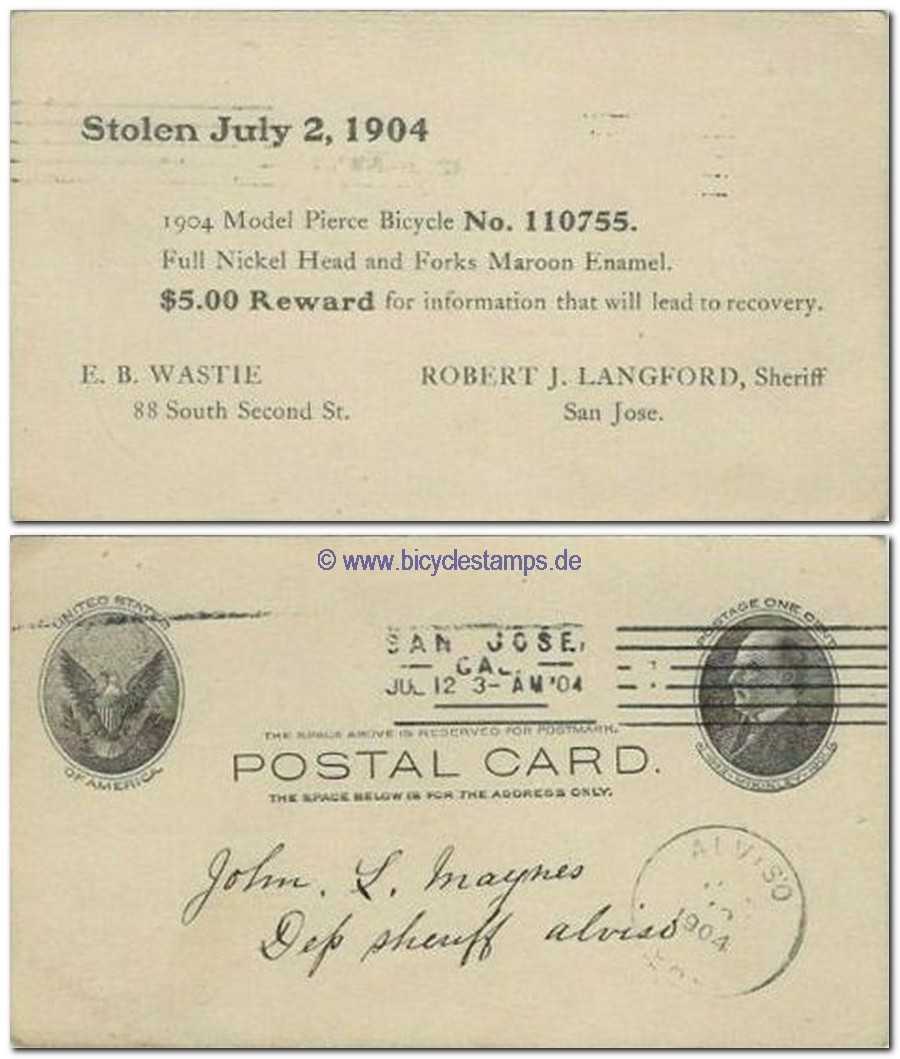 Stolen July 2, 1904
1904 Model Pierce Bicycle No. 110755.
Full Nickel Head and Forks Maroon Enamel.
$5.00 Reward for information that will lead to recovery.
E. B. WASTIE
88 South Second St.
ROBERT J. LANGFORD, Sheriff
San Jose.
© www.bicyclestamps.de
UNITED STATES
OF AMERICA
SAN JOSE,
CAL.
JUL 12 3-AM '04
POSTAGE ONE CENT
McKINLEY
THE SPACE ABOVE IS RESERVED FOR POSTMARK.
POSTAL CARD.
THE SPACE BELOW IS FOR THE ADDRESS ONLY.
John. L. Maynes
Dep sheriff alviso
ALVISO
1904